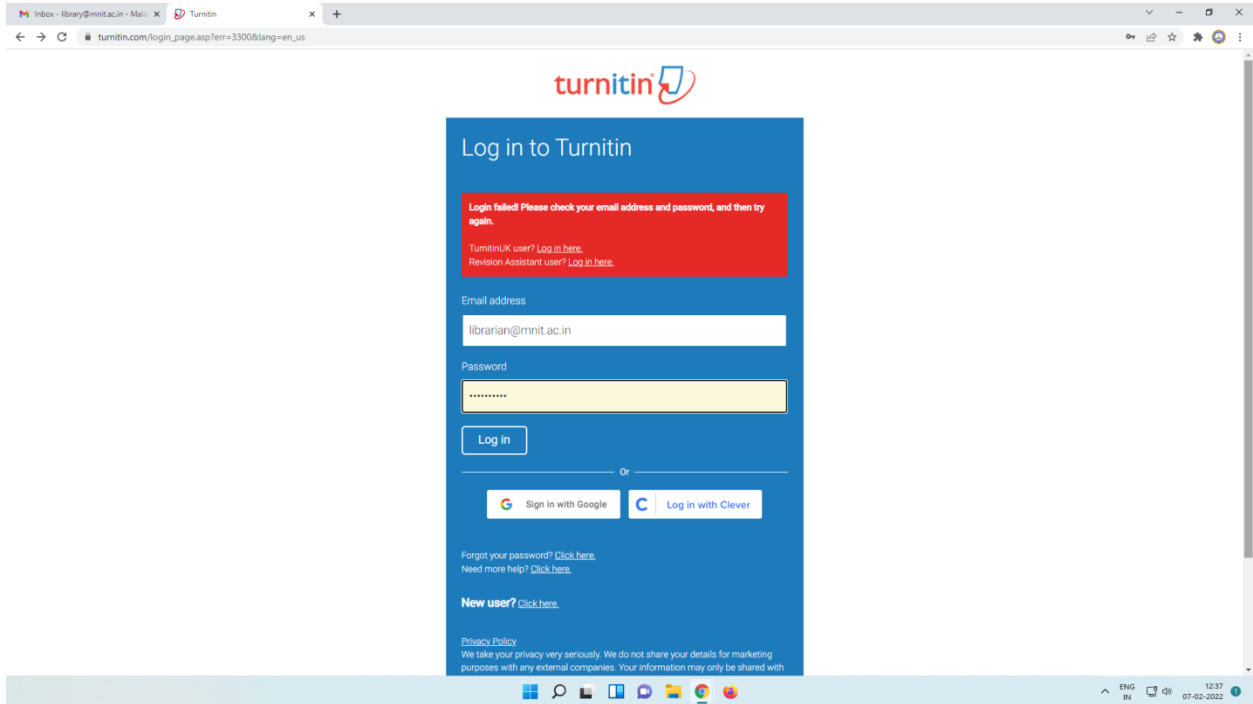 Inbox - library@mnit.ac.in - Mala
Turnitin
turnitin.com/login_page.asp?err=3300&lang=en_us
turnitin
Log in to Turnitin
Login failed! Please check your email address and password, and then try
again.
TurnitinUK user? Log in here.
Revision Assistant user? Log in here.
Email address
librarian@mnit.ac.in
Password
••••••••••
Log in
Or
G Sign in with Google
C Log in with Clever
Forgot your password? Click here.
Need more help? Click here.
New user? Click here.
Privacy Policy
We take your privacy very seriously. We do not share your details for marketing
purposes with any external companies. Your information may only be shared with
ENG 12:37
IN 07-02-2022 1